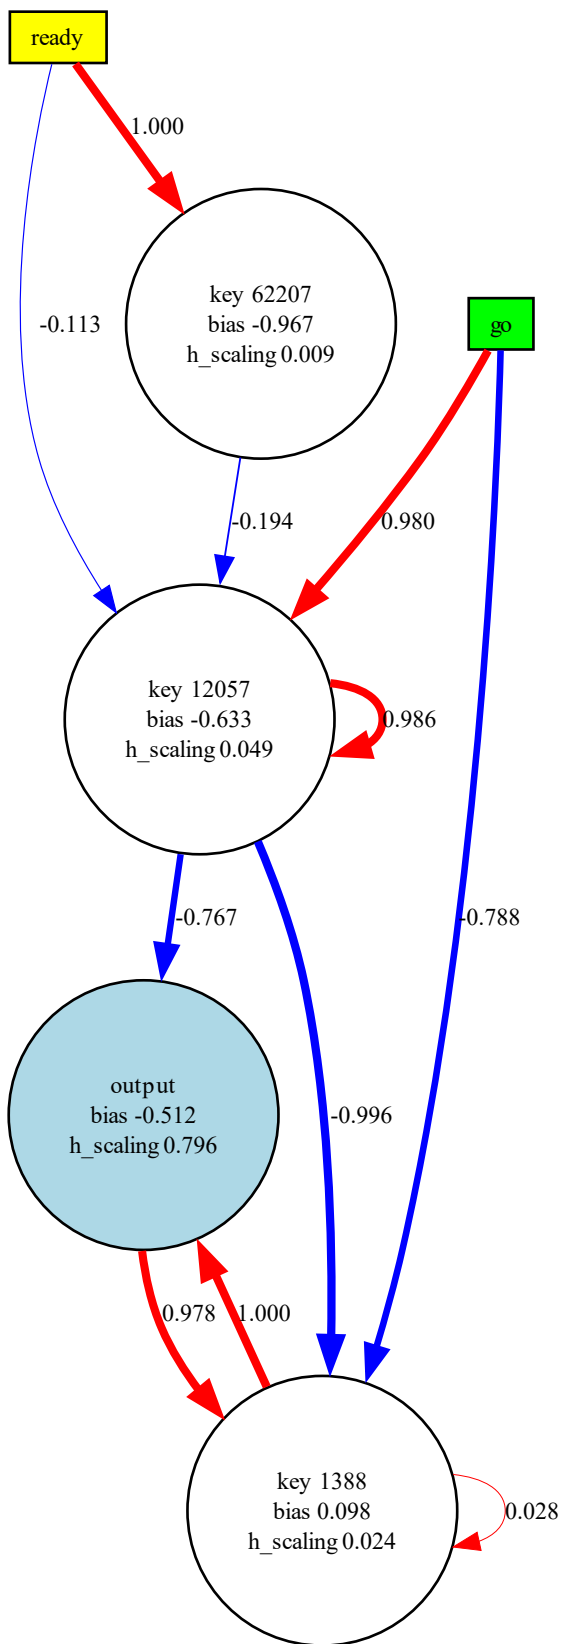 ready
1.000
key 62207
bias -0.967
h_scaling 0.009
go
-0.113
-0.194
0.980
key 12057
bias -0.633
h_scaling 0.049
0.986
-0.767
-0.788
output
bias -0.512
h_scaling 0.796
-0.996
0.978
1.000
key 1388
bias 0.098
h_scaling 0.024
0.028